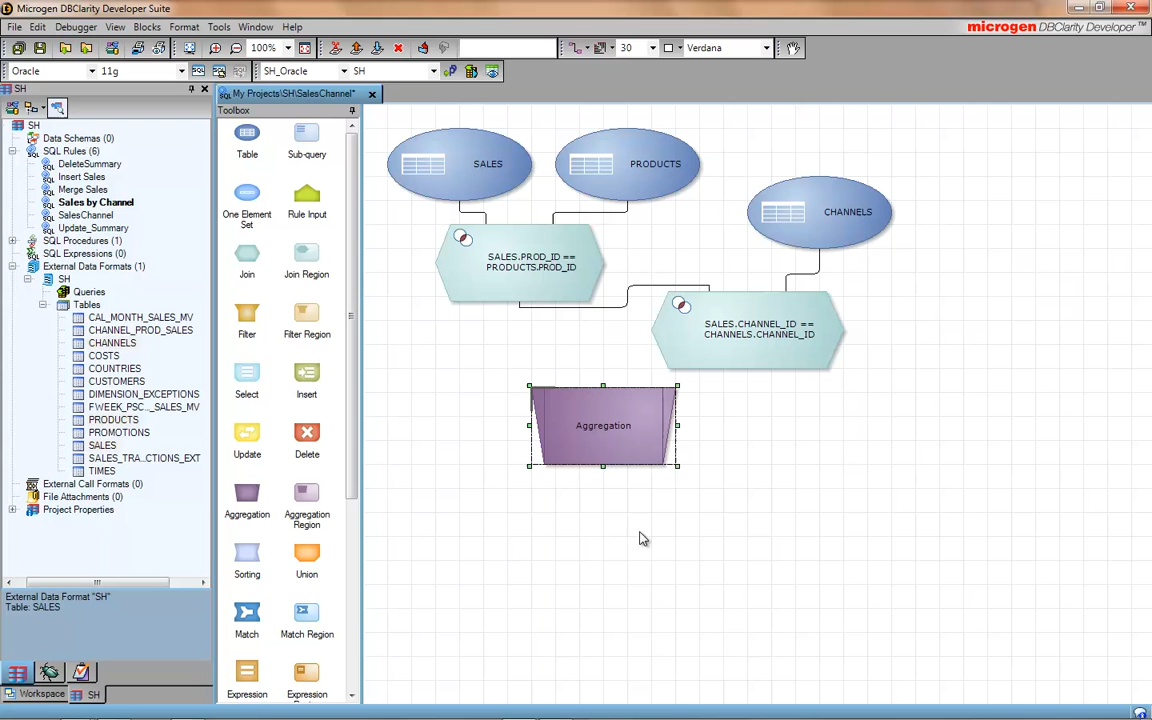 Microgen DBClarity Developer Suite
File Edit Debugger View Blocks Format Tools Window Help
microgen DBClarity Developer
100% 30 Verdana
Oracle 11g SH_Oracle SH
SH
My Projects\SH\SalesChannel*
Toolbox
SH
Data Schemas (0)
SQL Rules (6)
DeleteSummary
Insert Sales
Merge Sales
Sales by Channel
SalesChannel
Update_Summary
SQL Procedures (1)
SQL Expressions (0)
External Data Formats (1)
SH
Queries
Tables
CAL_MONTH_SALES_MV
CHANNEL_PROD_SALES
CHANNELS
COSTS
COUNTRIES
CUSTOMERS
DIMENSION_EXCEPTIONS
FWEEK_PSC..._SALES_MV
PRODUCTS
PROMOTIONS
SALES
SALES_TRA...CTIONS_EXT
TIMES
External Call Formats (0)
File Attachments (0)
Project Properties
External Data Format "SH"
Table: SALES
Workspace SH
Table Sub-query
One Element Set
Rule Input
Join Join Region
Filter Filter Region
Select Insert
Update Delete
Aggregation
Aggregation Region
Sorting Union
Match Match Region
Expression Expression
SALES
PRODUCTS
CHANNELS
SALES.PROD_ID ==
PRODUCTS.PROD_ID
SALES.CHANNEL_ID ==
CHANNELS.CHANNEL_ID
Aggregation